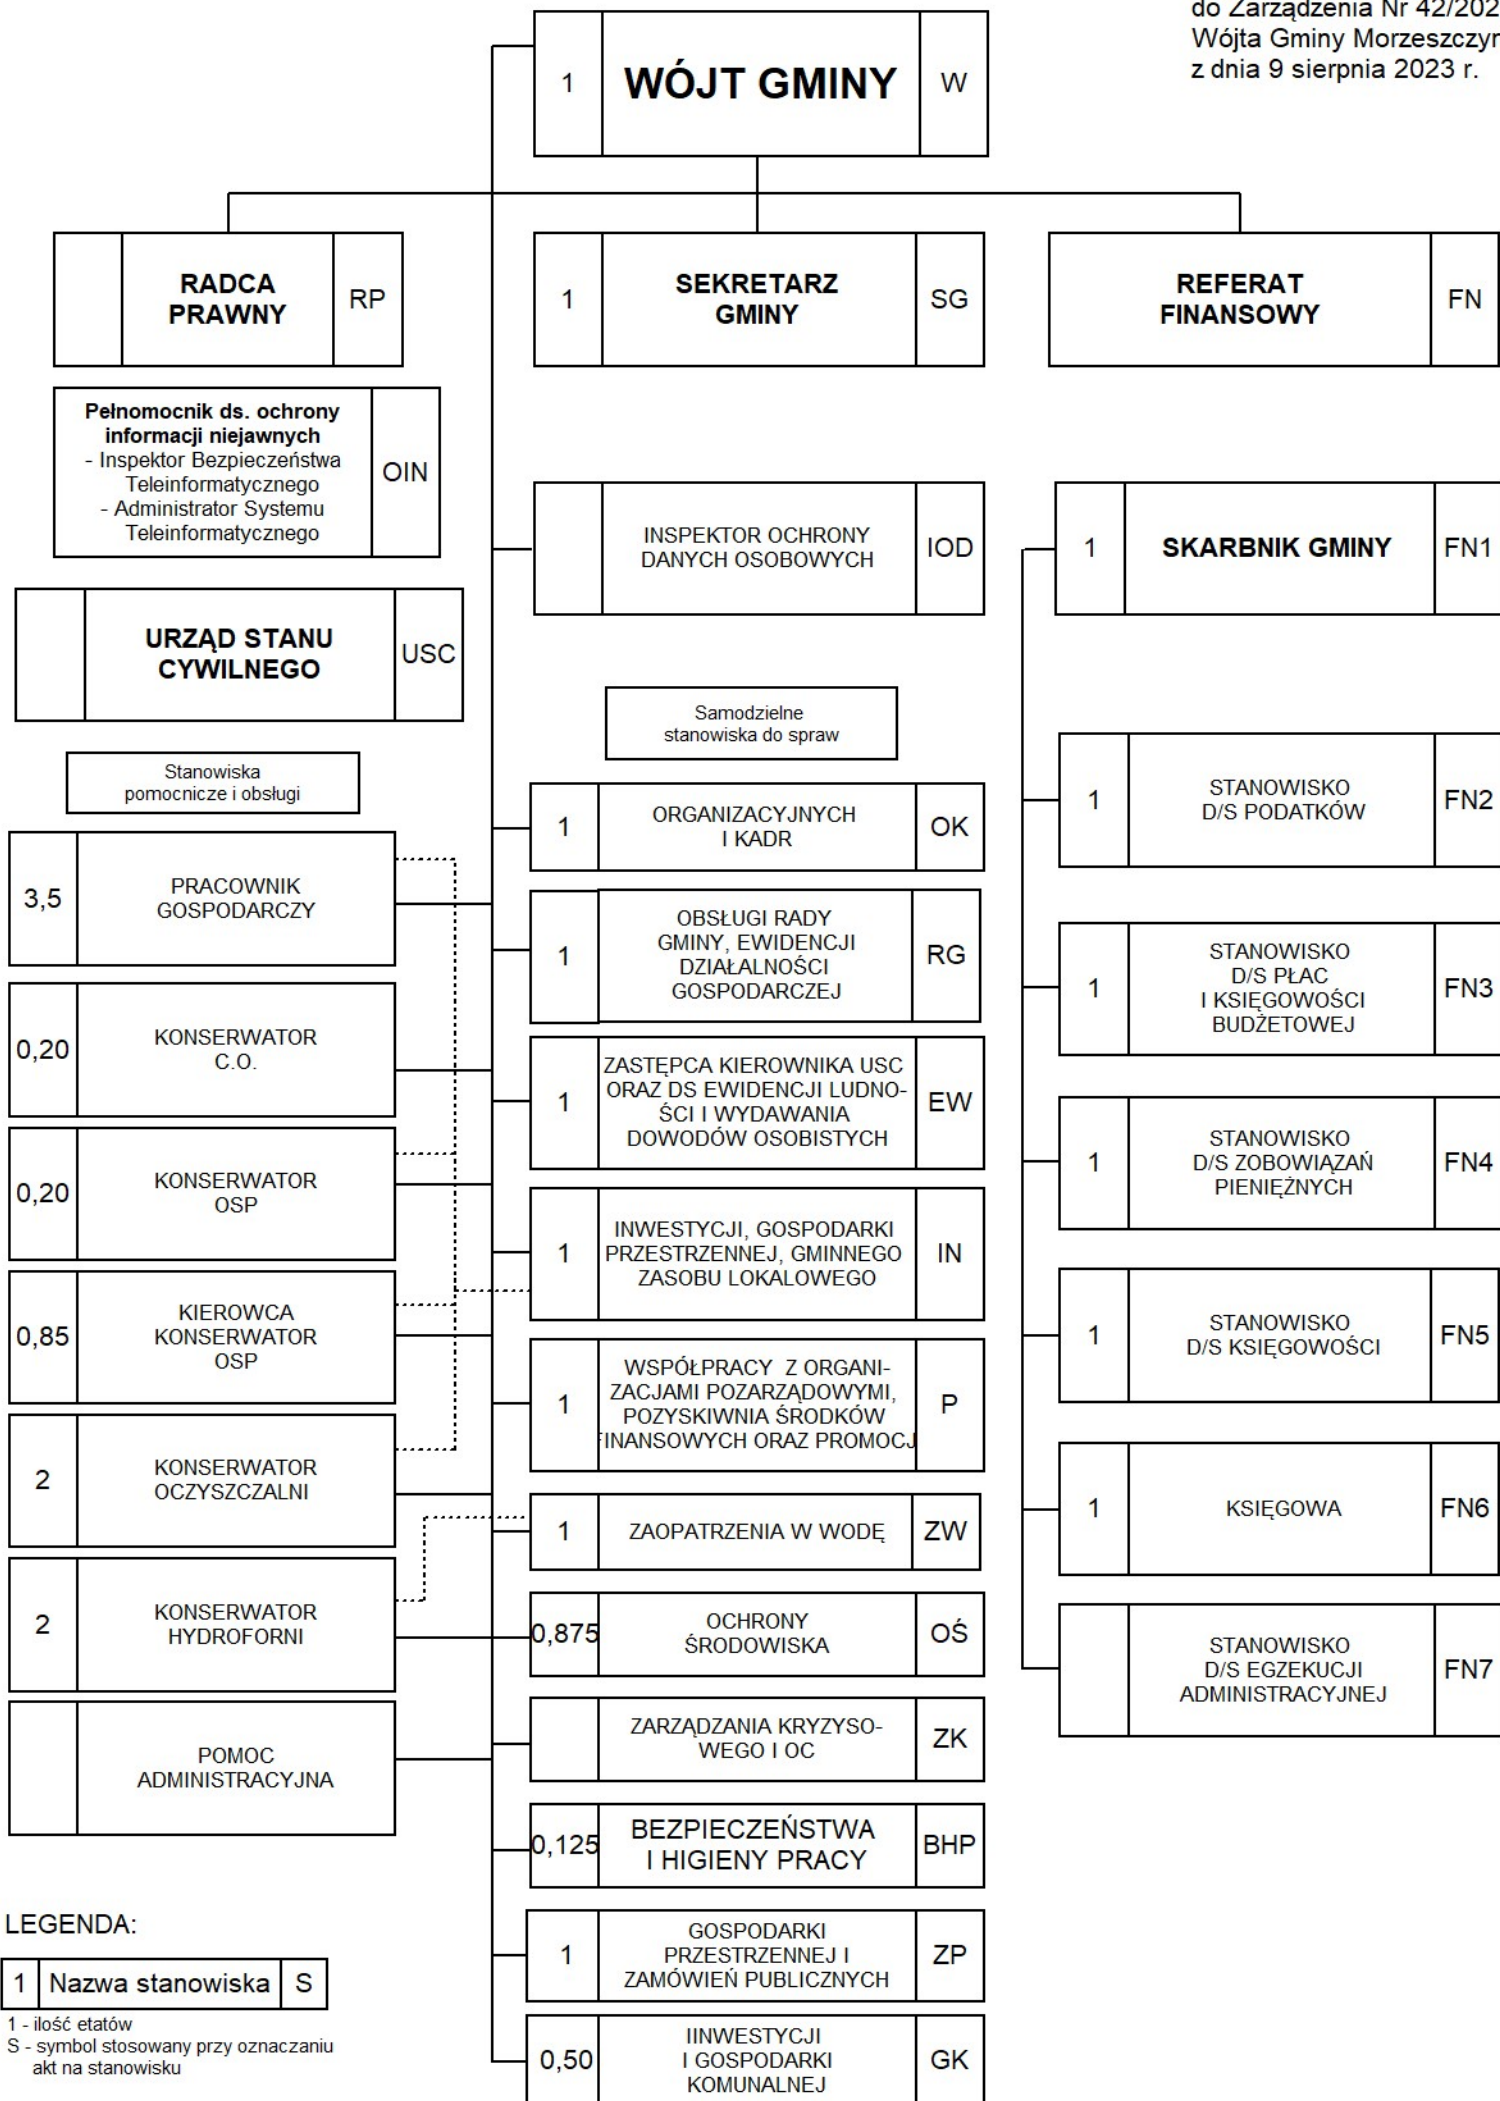 do Zarządzenia Nr 42/202
Wójta Gminy Morzeszczyn
z dnia 9 sierpnia 2023 r.
1
WÓJT GMINY
W
RADCA
PRAWNY
RP
1
SEKRETARZ
GMINY
SG
REFERAT
FINANSOWY
FN
Pełnomocnik ds. ochrony
informacji niejawnych
- Inspektor Bezpieczeństwa
Teleinformatycznego
- Administrator Systemu
Teleinformatycznego
OIN
INSPEKTOR OCHRONY
DANYCH OSOBOWYCH
IOD
1
SKARBNIK GMINY
FN1
URZĄD STANU
CYWILNEGO
USC
Stanowiska
pomocnicze i obsługi
3,5
PRACOWNIK
GOSPODARCZY
0,20
KONSERWATOR
C.O.
0,20
KONSERWATOR
OSP
0,85
KIEROWCA
KONSERWATOR
OSP
2
KONSERWATOR
OCZYSZCZALNI
2
KONSERWATOR
HYDROFORNI
POMOC
ADMINISTRACYJNA
Samodzielne
stanowiska do spraw
1
ORGANIZACYJNYCH
I KADR
OK
1
OBSŁUGI RADY
GMINY, EWIDENCJI
DZIAŁALNOŚCI
GOSPODARCZEJ
RG
1
ZASTĘPCA KIEROWNIKA USC
ORAZ DS EWIDENCJI LUDNO-
ŚCI I WYDAWANIA
DOWODÓW OSOBISTYCH
EW
1
INWESTYCJI, GOSPODARKI
PRZESTRZENNEJ, GMINNEGO
ZASOBU LOKALOWEGO
IN
1
WSPÓŁPRACY Z ORGANI-
ZACJAMI POZARZĄDOWYMI,
POZYSKIWNIA ŚRODKÓW
FINANSOWYCH ORAZ PROMOCJ
P
1
ZAOPATRZENIA W WODĘ
ZW
0,875
OCHRONY
ŚRODOWISKA
OŚ
ZARZĄDZANIA KRYZYSO-
WEGO I OC
ZK
0,125
BEZPIECZEŃSTWA
I HIGIENY PRACY
BHP
1
GOSPODARKI
PRZESTRZENNEJ I
ZAMÓWIEŃ PUBLICZNYCH
ZP
0,50
IINWESTYCJI
I GOSPODARKI
KOMUNALNEJ
GK
1
STANOWISKO
D/S PODATKÓW
FN2
1
STANOWISKO
D/S PŁAC
I KSIĘGOWOŚCI
BUDŻETOWEJ
FN3
1
STANOWISKO
D/S ZOBOWIĄZAŃ
PIENIĘŻNYCH
FN4
1
STANOWISKO
D/S KSIĘGOWOŚCI
FN5
1
KSIĘGOWA
FN6
STANOWISKO
D/S EGZEKUCJI
ADMINISTRACYJNEJ
FN7
LEGENDA:
1 Nazwa stanowiska S
1 - ilość etatów
S - symbol stosowany przy oznaczaniu
akt na stanowisku